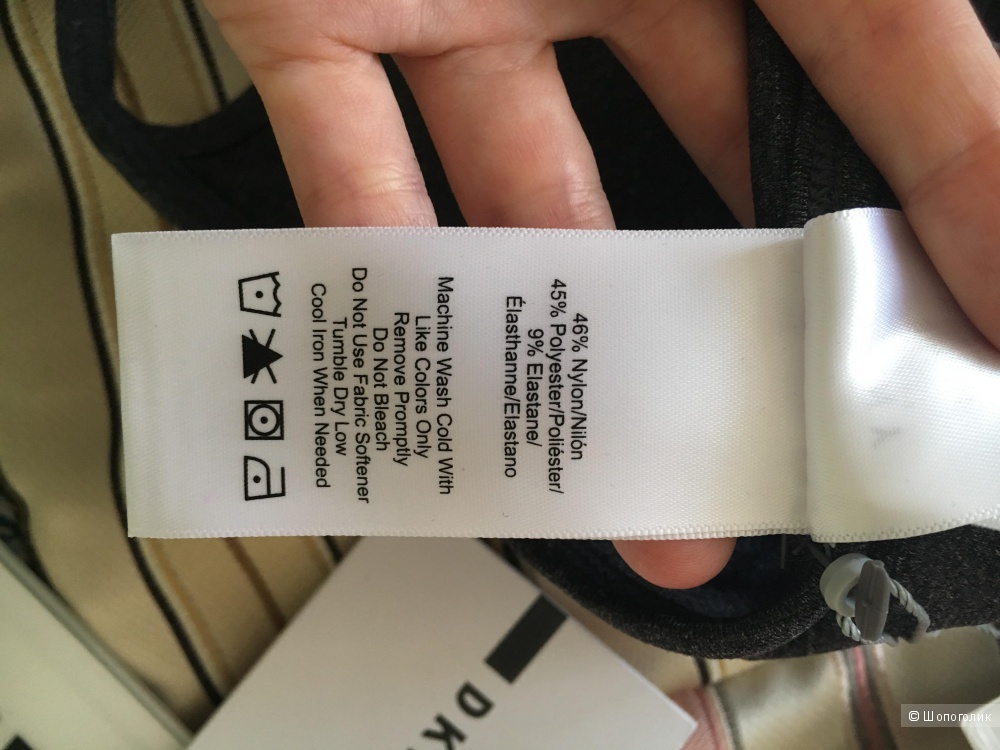 46% Nylon/Nilón
45% Polyester/Poliéster/
9% Elastane/
Élasthanne/Elastano
Machine Wash Cold With
Like Colors Only
Remove Promptly
Do Not Bleach
Do Not Use Fabric Softener
Tumble Dry Low
Cool Iron When Needed
DK
© Шопоголик